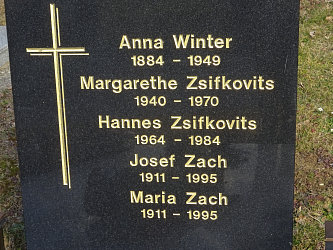 Anna Winter
1884 - 1949
Margarethe Zsifkovits
1940 - 1970
Hannes Zsifkovits
1964 - 1984
Josef Zach
1911 - 1995
Maria Zach
1911 - 1995